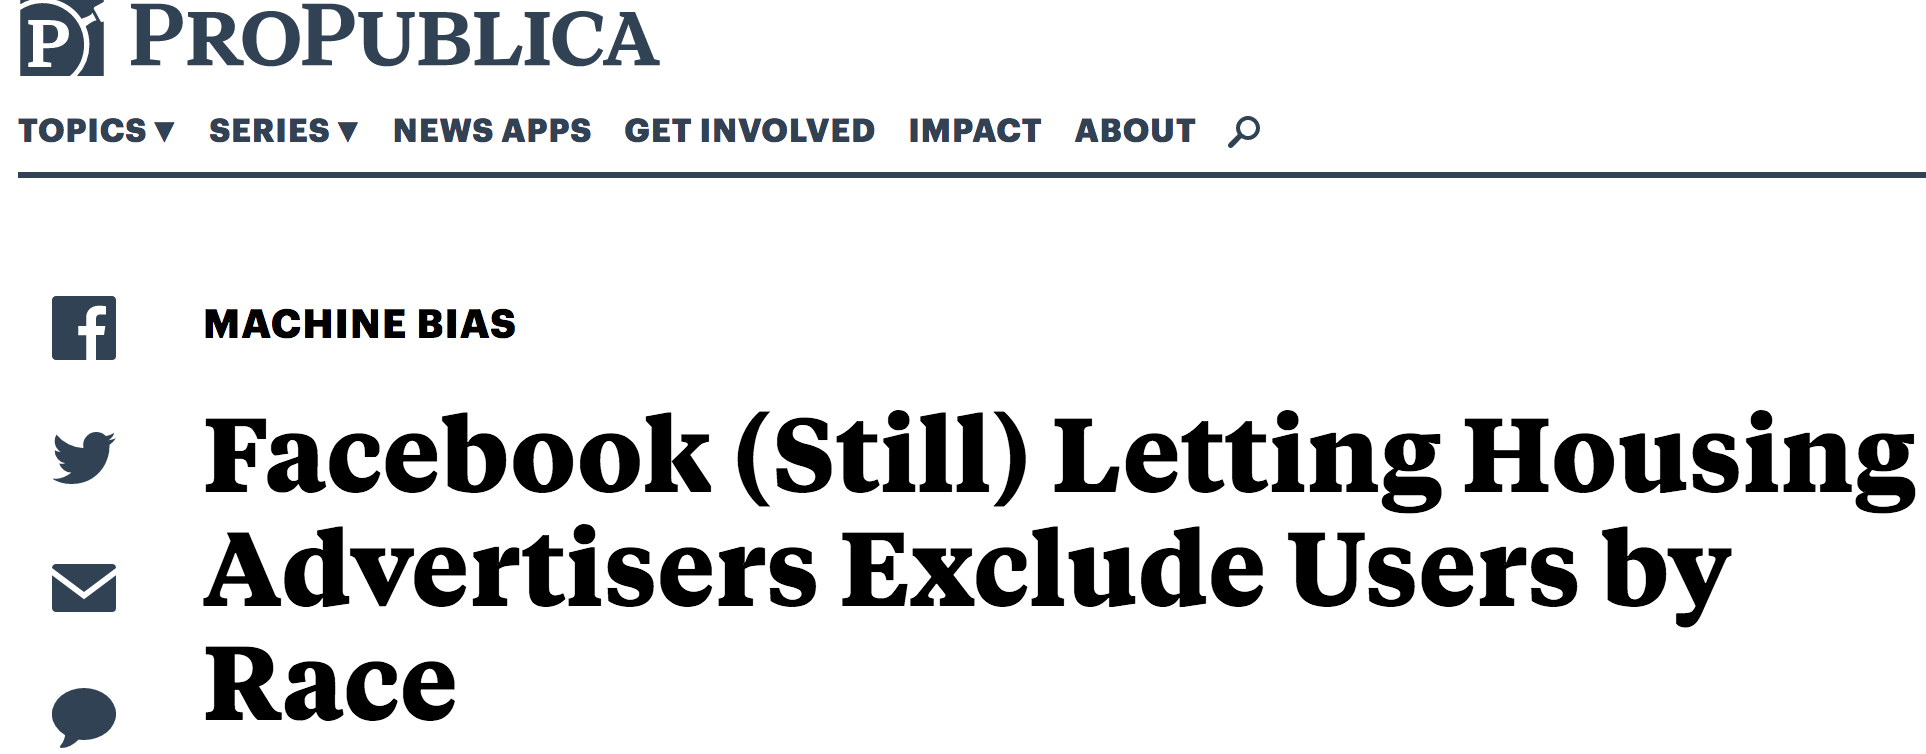 P PROPUBLICA
TOPICS ▼ SERIES ▼ NEWS APPS GET INVOLVED IMPACT ABOUT
MACHINE BIAS
Facebook (Still) Letting Housing
Advertisers Exclude Users by
Race